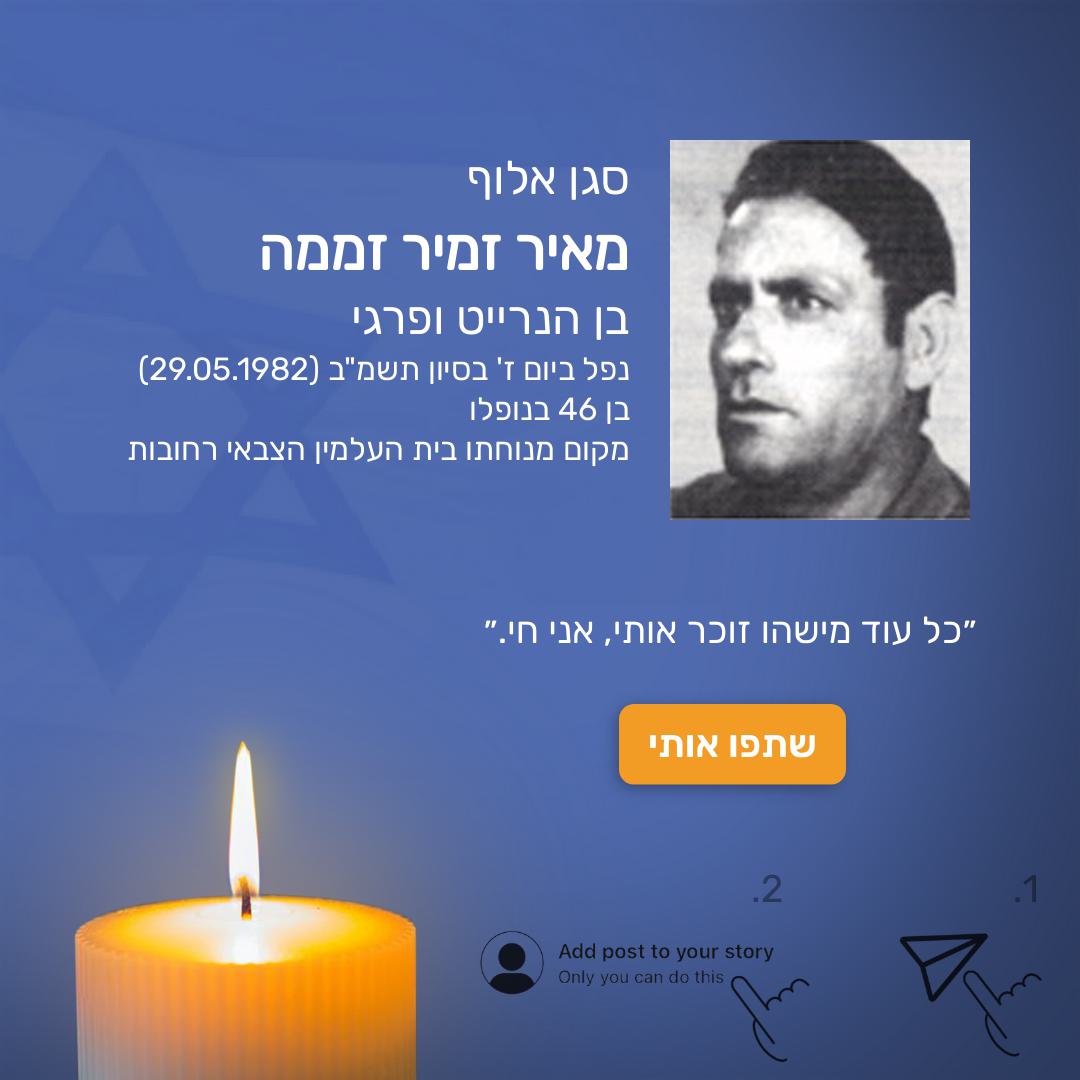 סגן אלוף
מאיר זמיר זממה
בן הנרייט ופרג'י
נפל ביום ז' בסיון תשמ"ב (29.05.1982)
בן 46 בנופלו
מקום מנוחתו בית העלמין הצבאי רחובות
״כל עוד מישהו זוכר אותי, אני חי.״
שתפו אותי
1.
2.
Add post to your story
Only you can do this